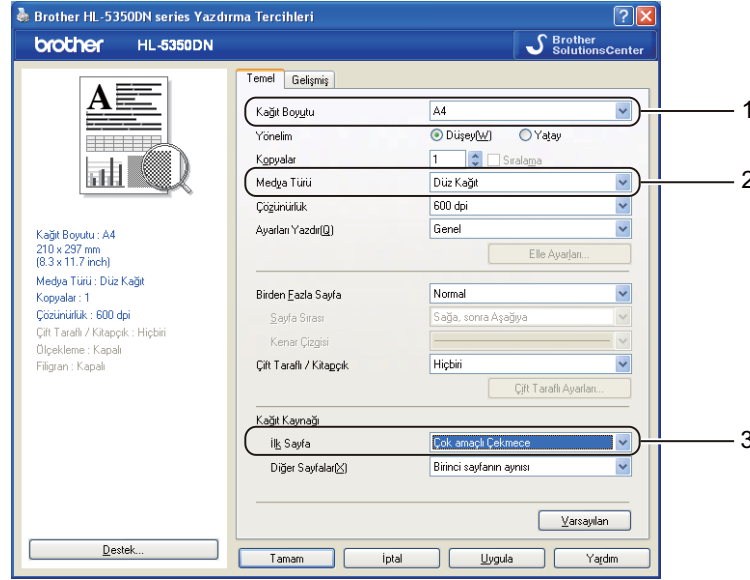 Brother HL-5350DN series Yazdırma Tercihleri
brother HL-5350DN
Brother
SolutionsCenter
Temel Gelişmiş
Kağıt Boyutu A4 1
Yönelim Düşey(W) Yatay
Kopyalar 1 Sıralama
Medya Türü Düz Kağıt 2
Çözünürlük 600 dpi
Ayarları Yazdır(Q) Genel
Elle Ayarları...
Birden Fazla Sayfa Normal
Sayfa Sırası Sağa, sonra Aşağıya
Kenar Çizgisi
Çift Taraflı / Kitapçık Hiçbiri
Çift Taraflı Ayarları...
Kağıt Kaynağı
İlk Sayfa Çok amaçlı Çekmece 3
Diğer Sayfalar(X) Birinci sayfanın aynısı
Varsayılan
A
Kağıt Boyutu : A4
210 x 297 mm
(8.3 x 11.7 inch)
Medya Türü : Düz Kağıt
Kopyalar : 1
Çözünürlük : 600 dpi
Çift Taraflı / Kitapçık : Hiçbiri
Ölçekleme : Kapalı
Filigran : Kapalı
Destek... Tamam İptal Uygula Yardım